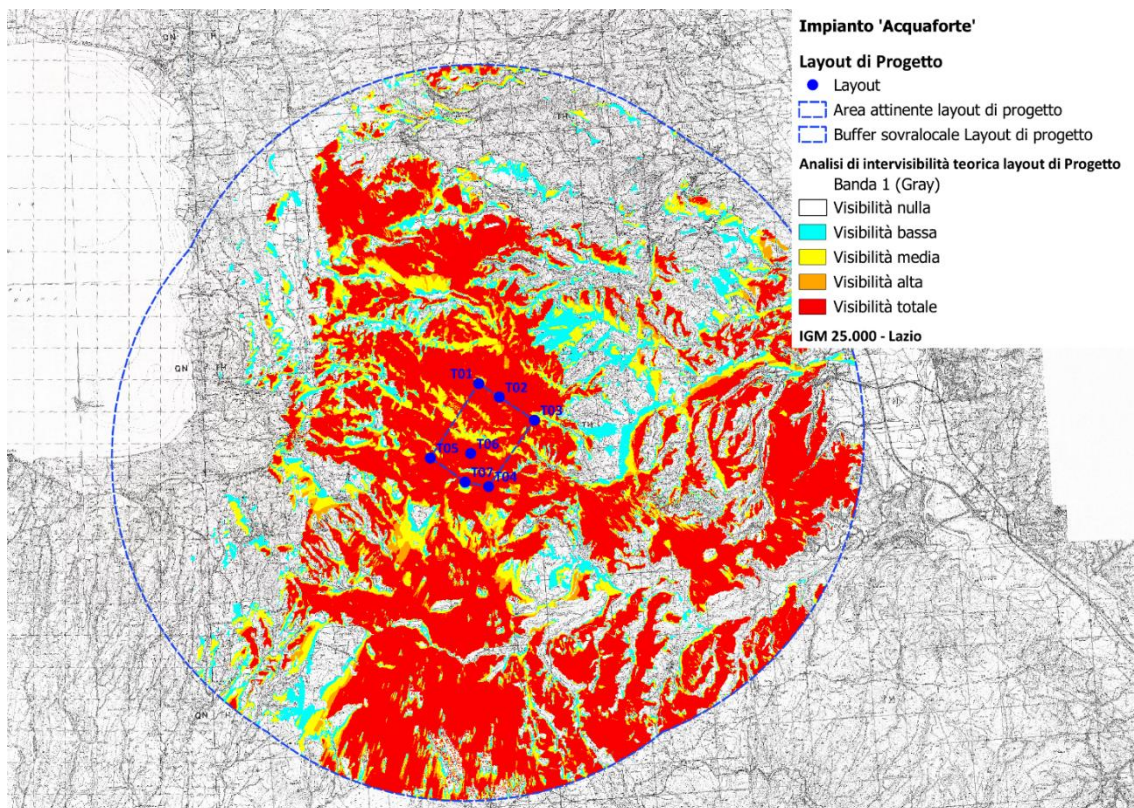 Impianto 'Acquaforte'
Layout di Progetto
Layout
Area attinente layout di progetto
Buffer sovralocale Layout di progetto
Analisi di intervisibilità teorica layout di Progetto
Banda 1 (Gray)
Visibilità nulla
Visibilità bassa
Visibilità media
Visibilità alta
Visibilità totale
IGM 25.000 - Lazio
T01
T02
T03
T06
T05
T07
T04